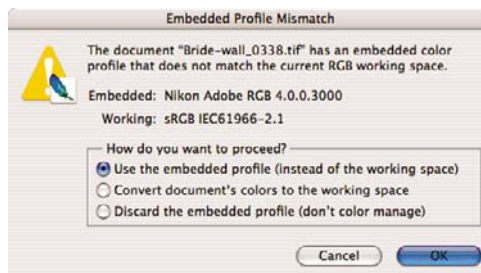 Embedded Profile Mismatch
The document "Bride-wall_0338.tif" has an embedded color
profile that does not match the current RGB working space.
Embedded: Nikon Adobe RGB 4.0.0.3000
Working: sRGB IEC61966-2.1
How do you want to proceed?
Use the embedded profile (instead of the working space)
Convert document's colors to the working space
Discard the embedded profile (don't color manage)
Cancel OK